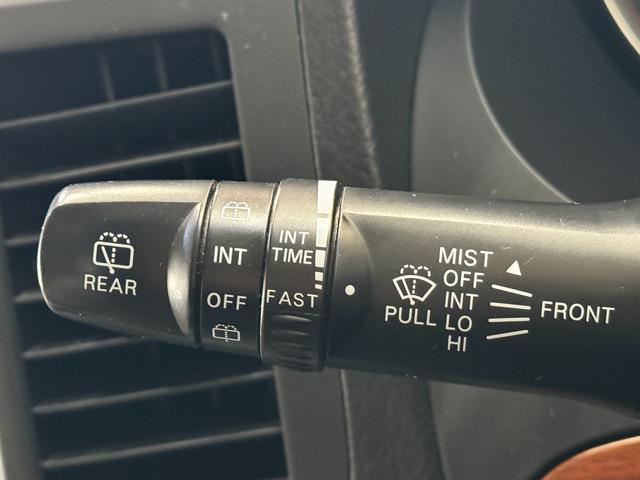 REAR
INT
OFF
INT
TIME
FAST
PULL
MIST
OFF
INT
LO
HI
FRONT